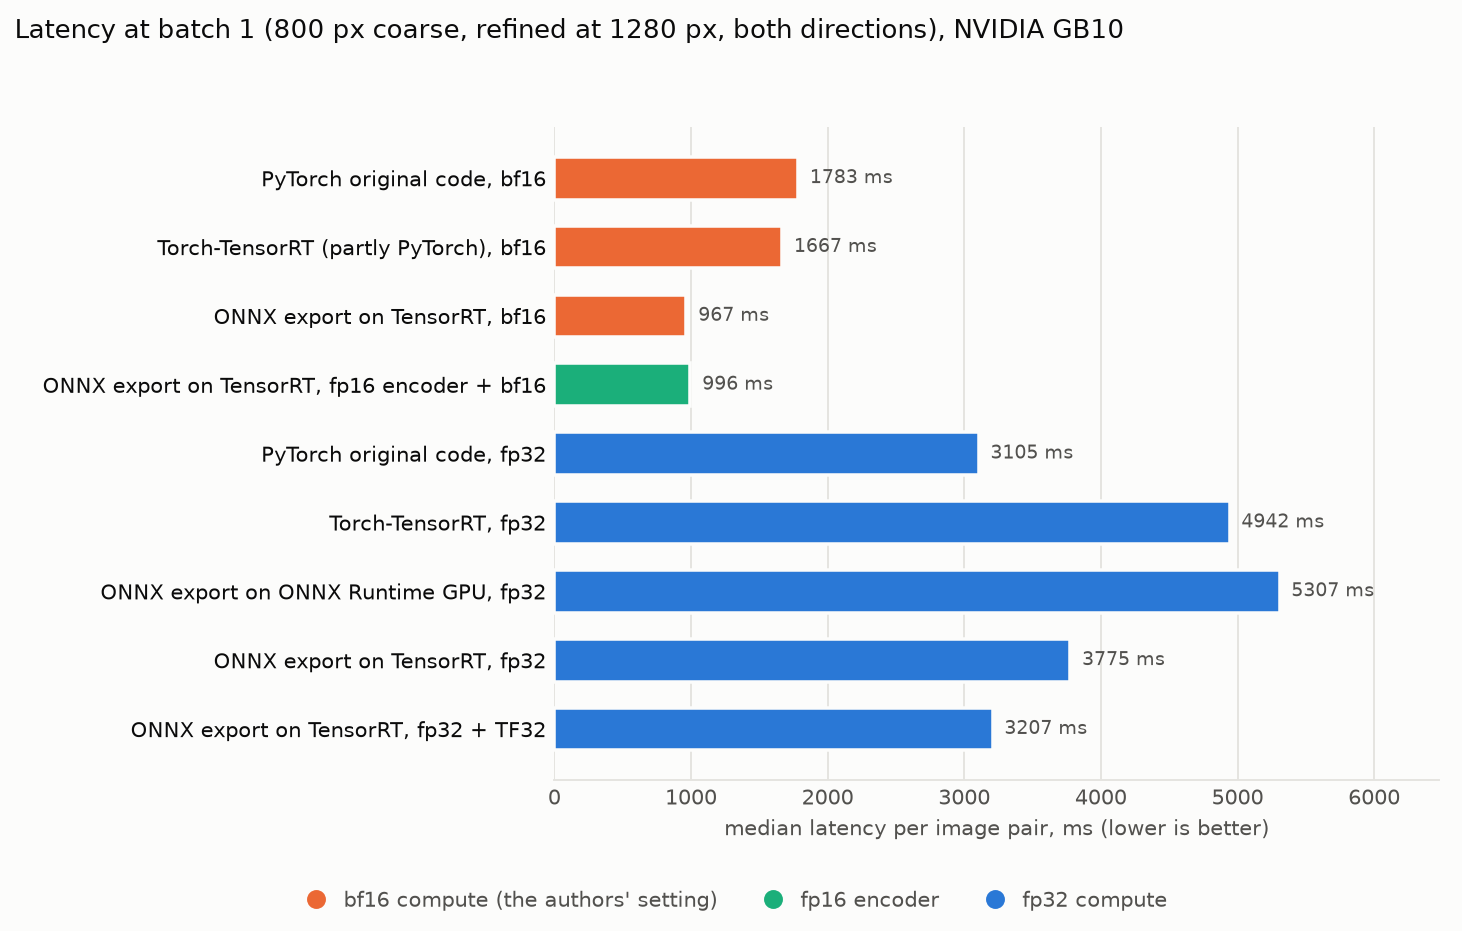 Latency at batch 1 (800 px coarse, refined at 1280 px, both directions), NVIDIA GB10
PyTorch original code, bf16 1783 ms
Torch-TensorRT (partly PyTorch), bf16 1667 ms
ONNX export on TensorRT, bf16 967 ms
ONNX export on TensorRT, fp16 encoder + bf16 996 ms
PyTorch original code, fp32 3105 ms
Torch-TensorRT, fp32 4942 ms
ONNX export on ONNX Runtime GPU, fp32 5307 ms
ONNX export on TensorRT, fp32 3775 ms
ONNX export on TensorRT, fp32 + TF32 3207 ms
0 1000 2000 3000 4000 5000 6000
median latency per image pair, ms (lower is better)
bf16 compute (the authors' setting) fp16 encoder fp32 compute